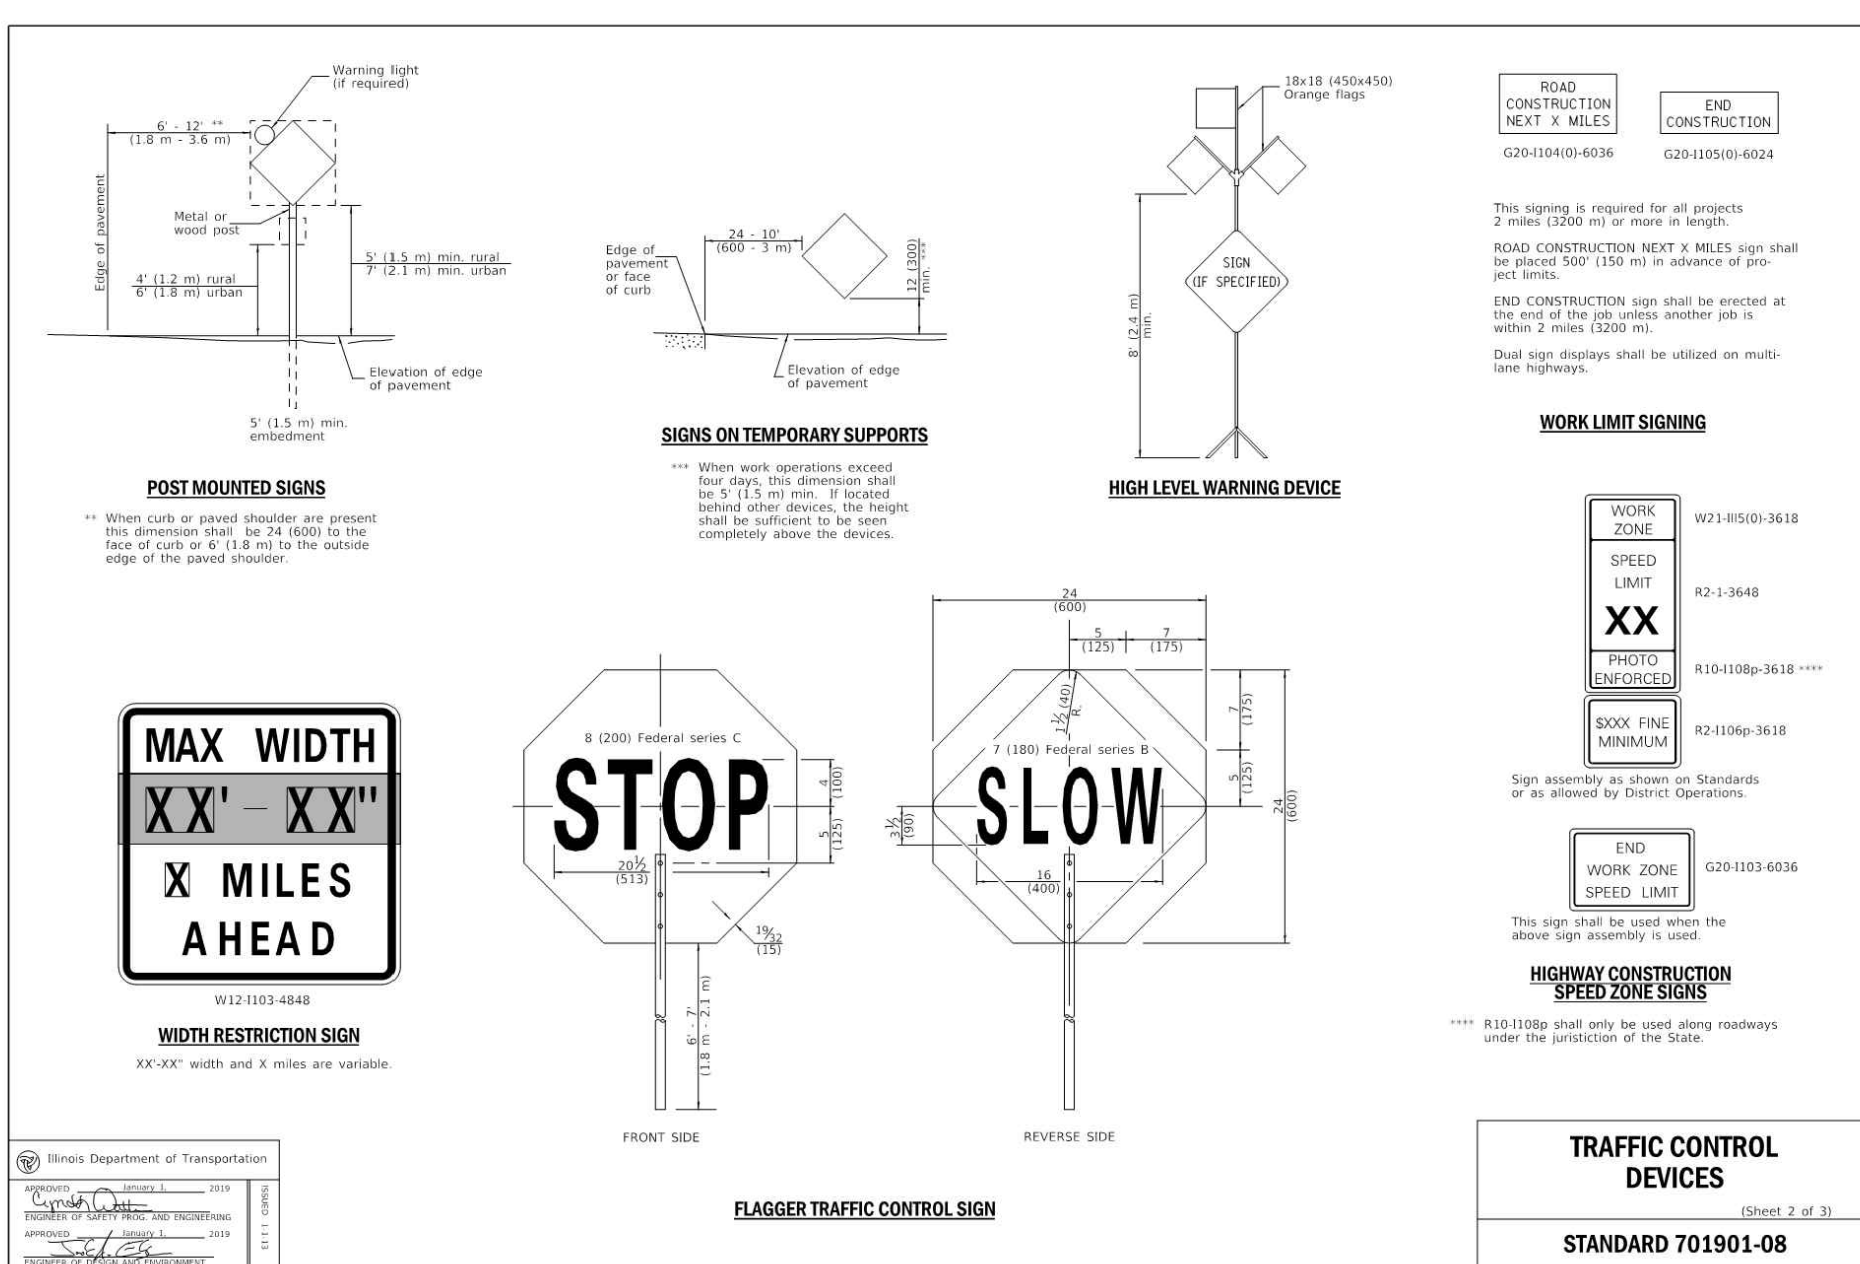 Warning light
(if required)
6' - 12' **
(1.8 m - 3.6 m)
Edge of pavement
Metal or
wood post
4' (1.2 m) rural
6' (1.8 m) urban
5' (1.5 m) min. rural
7' (2.1 m) min. urban
Elevation of edge
of pavement
5' (1.5 m) min.
embedment
POST MOUNTED SIGNS
** When curb or paved shoulder are present
this dimension shall be 24 (600) to the
face of curb or 6' (1.8 m) to the outside
edge of the paved shoulder.
24 - 10'
(600 - 3 m)
Edge of
pavement
or face
of curb
12 (300)
min. ***
Elevation of edge
of pavement
SIGNS ON TEMPORARY SUPPORTS
*** When work operations exceed
four days, this dimension shall
be 5' (1.5 m) min. If located
behind other devices, the height
shall be sufficient to be seen
completely above the devices.
18x18 (450x450)
Orange flags
SIGN
(IF SPECIFIED)
8' (2.4 m)
min.
HIGH LEVEL WARNING DEVICE
ROAD
CONSTRUCTION
NEXT X MILES
G20-I104(0)-6036
END
CONSTRUCTION
G20-I105(0)-6024
This signing is required for all projects
2 miles (3200 m) or more in length.
ROAD CONSTRUCTION NEXT X MILES sign shall
be placed 500' (150 m) in advance of pro-
ject limits.
END CONSTRUCTION sign shall be erected at
the end of the job unless another job is
within 2 miles (3200 m).
Dual sign displays shall be utilized on multi-
lane highways.
WORK LIMIT SIGNING
MAX WIDTH
XX' - XX"
X MILES
AHEAD
W12-I103-4848
WIDTH RESTRICTION SIGN
XX'-XX" width and X miles are variable.
8 (200) Federal series C
STOP
4
(100)
5
(125)
20½
(513)
19⁄32
(15)
6' - 7'
(1.8 m - 2.1 m)
FRONT SIDE
24
(600)
5
(125)
7
(175)
1½ (40)
R.
7
(175)
7 (180) Federal series B
SLOW
5
(125)
24
(600)
3½
(90)
16
(400)
REVERSE SIDE
FLAGGER TRAFFIC CONTROL SIGN
WORK
ZONE
W21-I115(0)-3618
SPEED
LIMIT
XX
R2-1-3648
PHOTO
ENFORCED
R10-I108p-3618 ****
$XXX FINE
MINIMUM
R2-I106p-3618
Sign assembly as shown on Standards
or as allowed by District Operations.
END
WORK ZONE
SPEED LIMIT
G20-I103-6036
This sign shall be used when the
above sign assembly is used.
HIGHWAY CONSTRUCTION
SPEED ZONE SIGNS
**** R10-I108p shall only be used along roadways
under the juristiction of the State.
Illinois Department of Transportation
APPROVED January 1, 2019
ENGINEER OF SAFETY PROG. AND ENGINEERING
APPROVED January 1, 2019
ENGINEER OF DESIGN AND ENVIRONMENT
ISSUED 1-1-13
TRAFFIC CONTROL
DEVICES
(Sheet 2 of 3)
STANDARD 701901-08